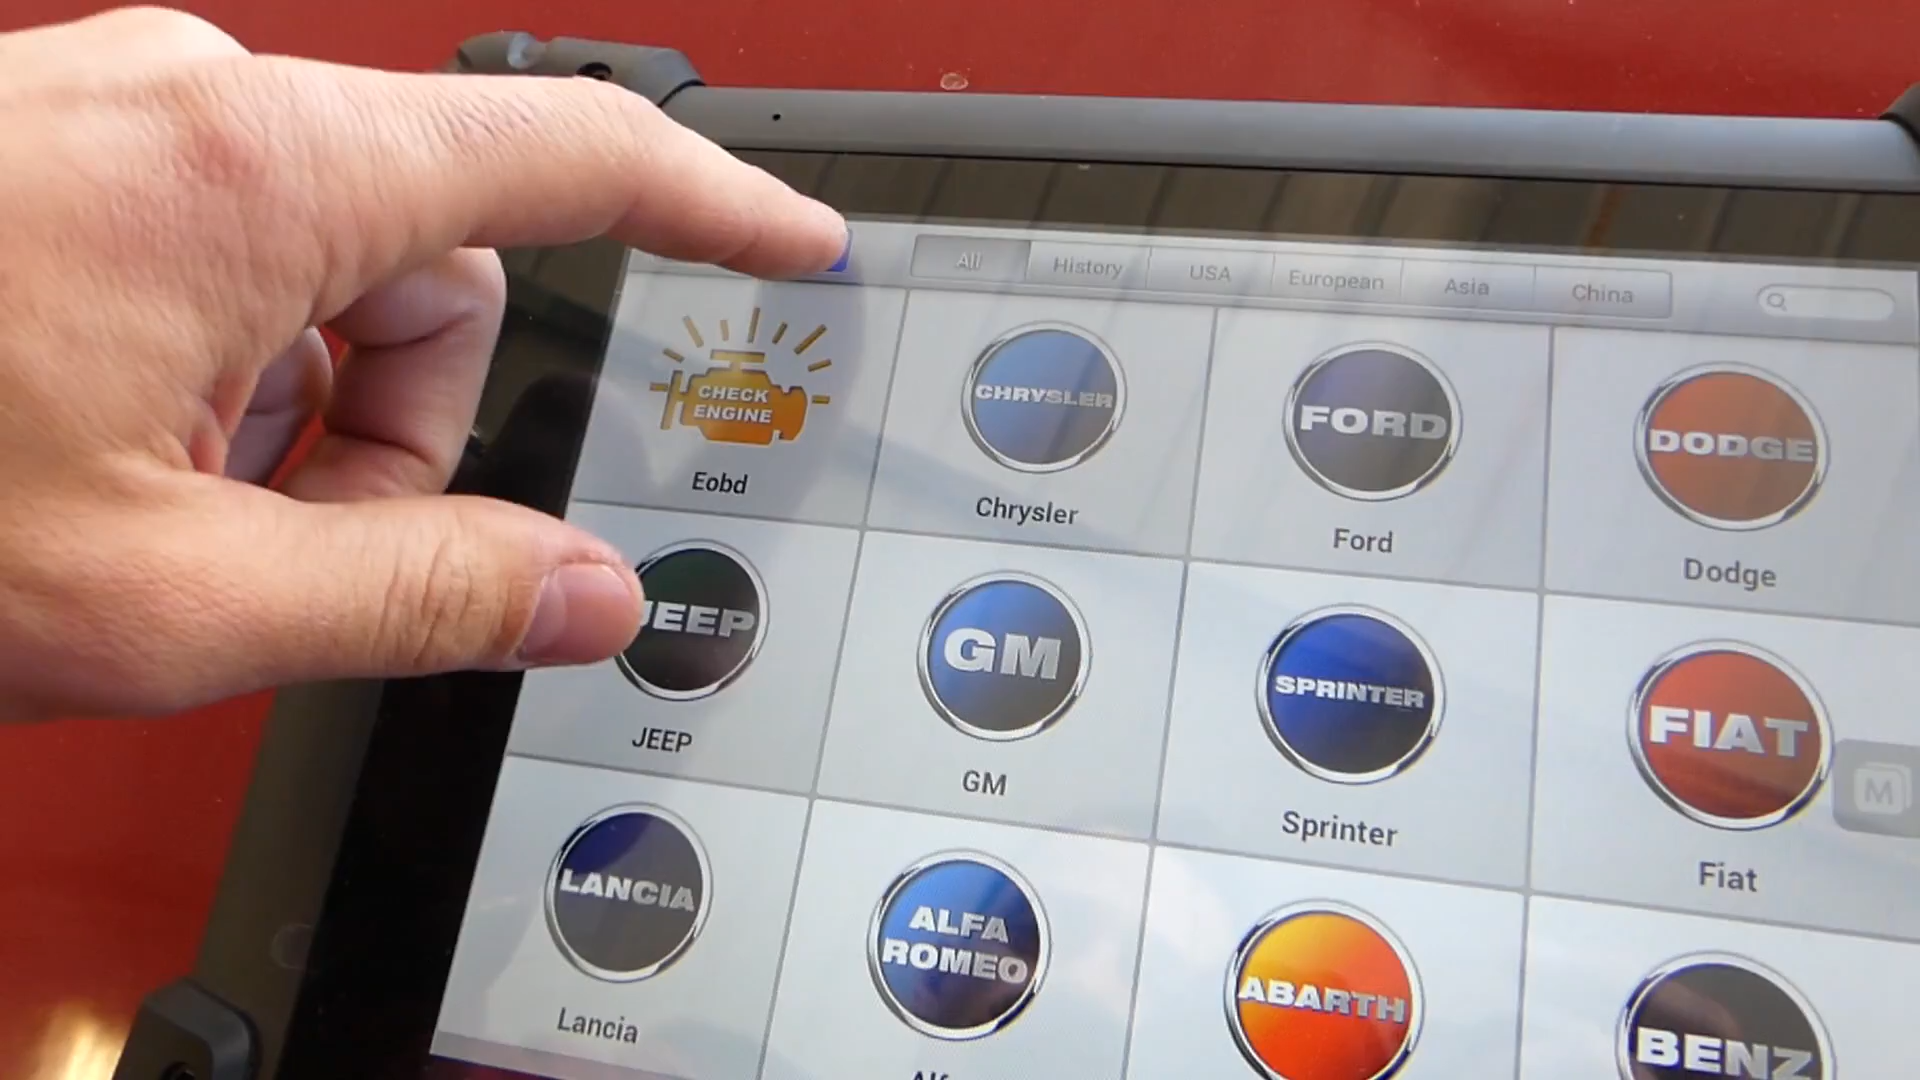 All History USA European Asia China
CHECK
ENGINE
Eobd
CHRYSLER
Chrysler
FORD
Ford
DODGE
Dodge
JEEP
JEEP
GM
GM
SPRINTER
Sprinter
FIAT
Fiat
M
LANCIA
Lancia
ALFA
ROMEO
ABARTH
BENZ